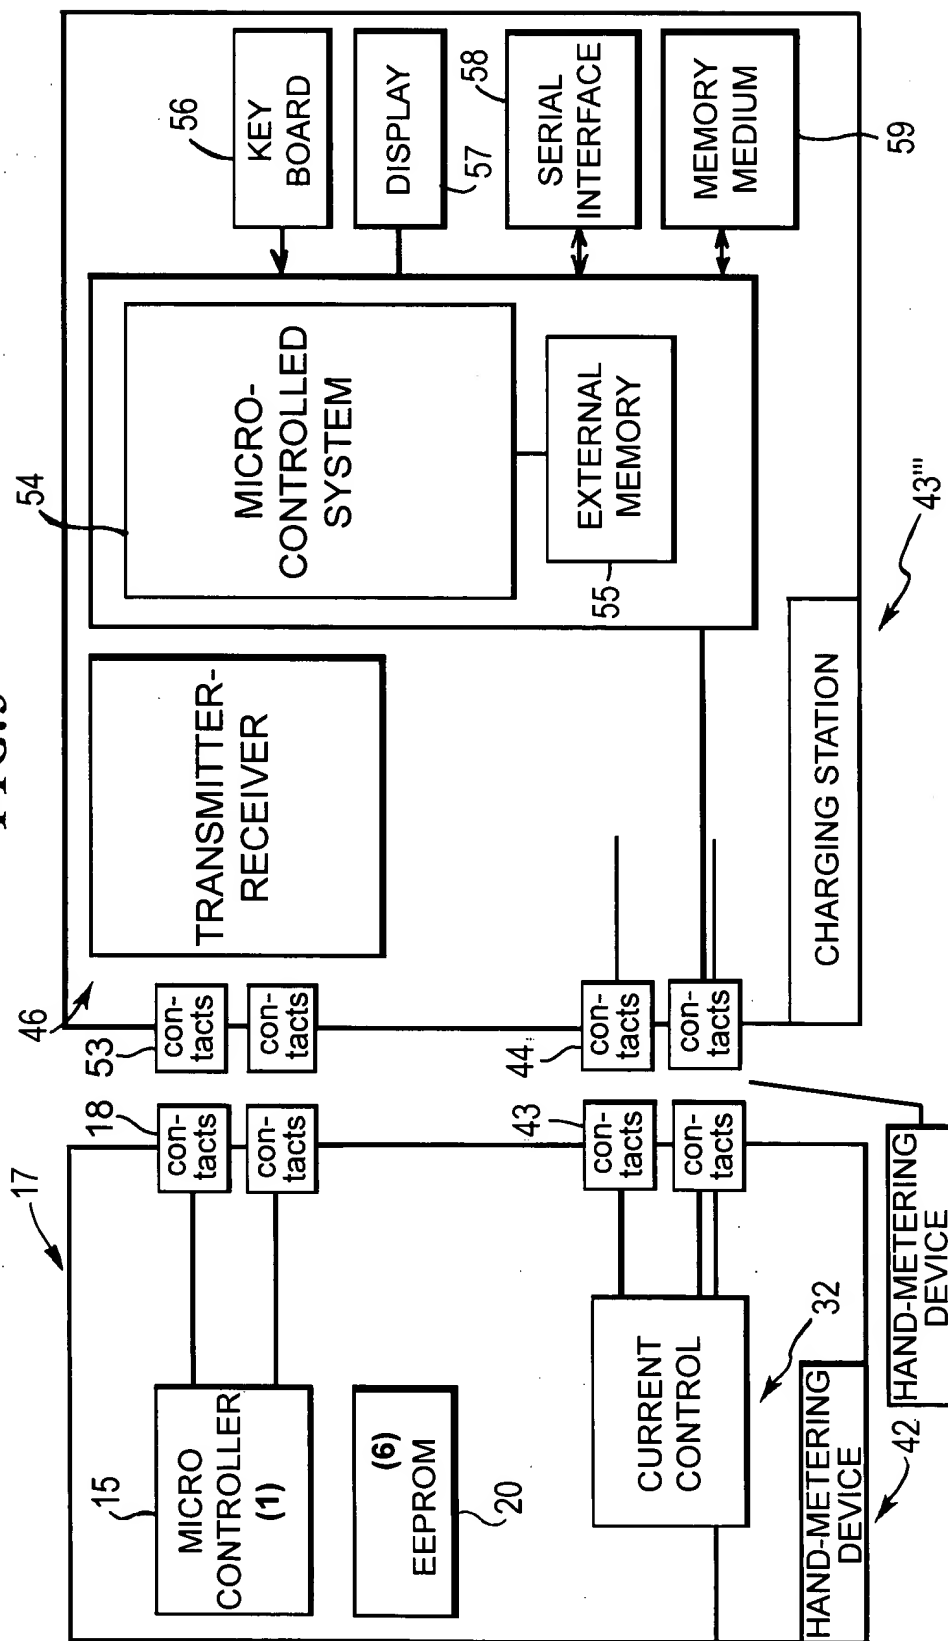 17
15
MICRO
CONTROLLER
(1)
(6)
EEPROM
20
CURRENT
CONTROL
32
HAND-METERING
DEVICE
42
HAND-METERING
DEVICE
18
con-
tacts
con-
tacts
43
con-
tacts
con-
tacts
46
53
con-
tacts
con-
tacts
44
con-
tacts
con-
tacts
TRANSMITTER-
RECEIVER
54
MICRO-
CONTROLLED
SYSTEM
EXTERNAL
MEMORY
55
56
KEY
BOARD
DISPLAY
57
58
SERIAL
INTERFACE
MEMORY
MEDIUM
59
CHARGING STATION
43'''